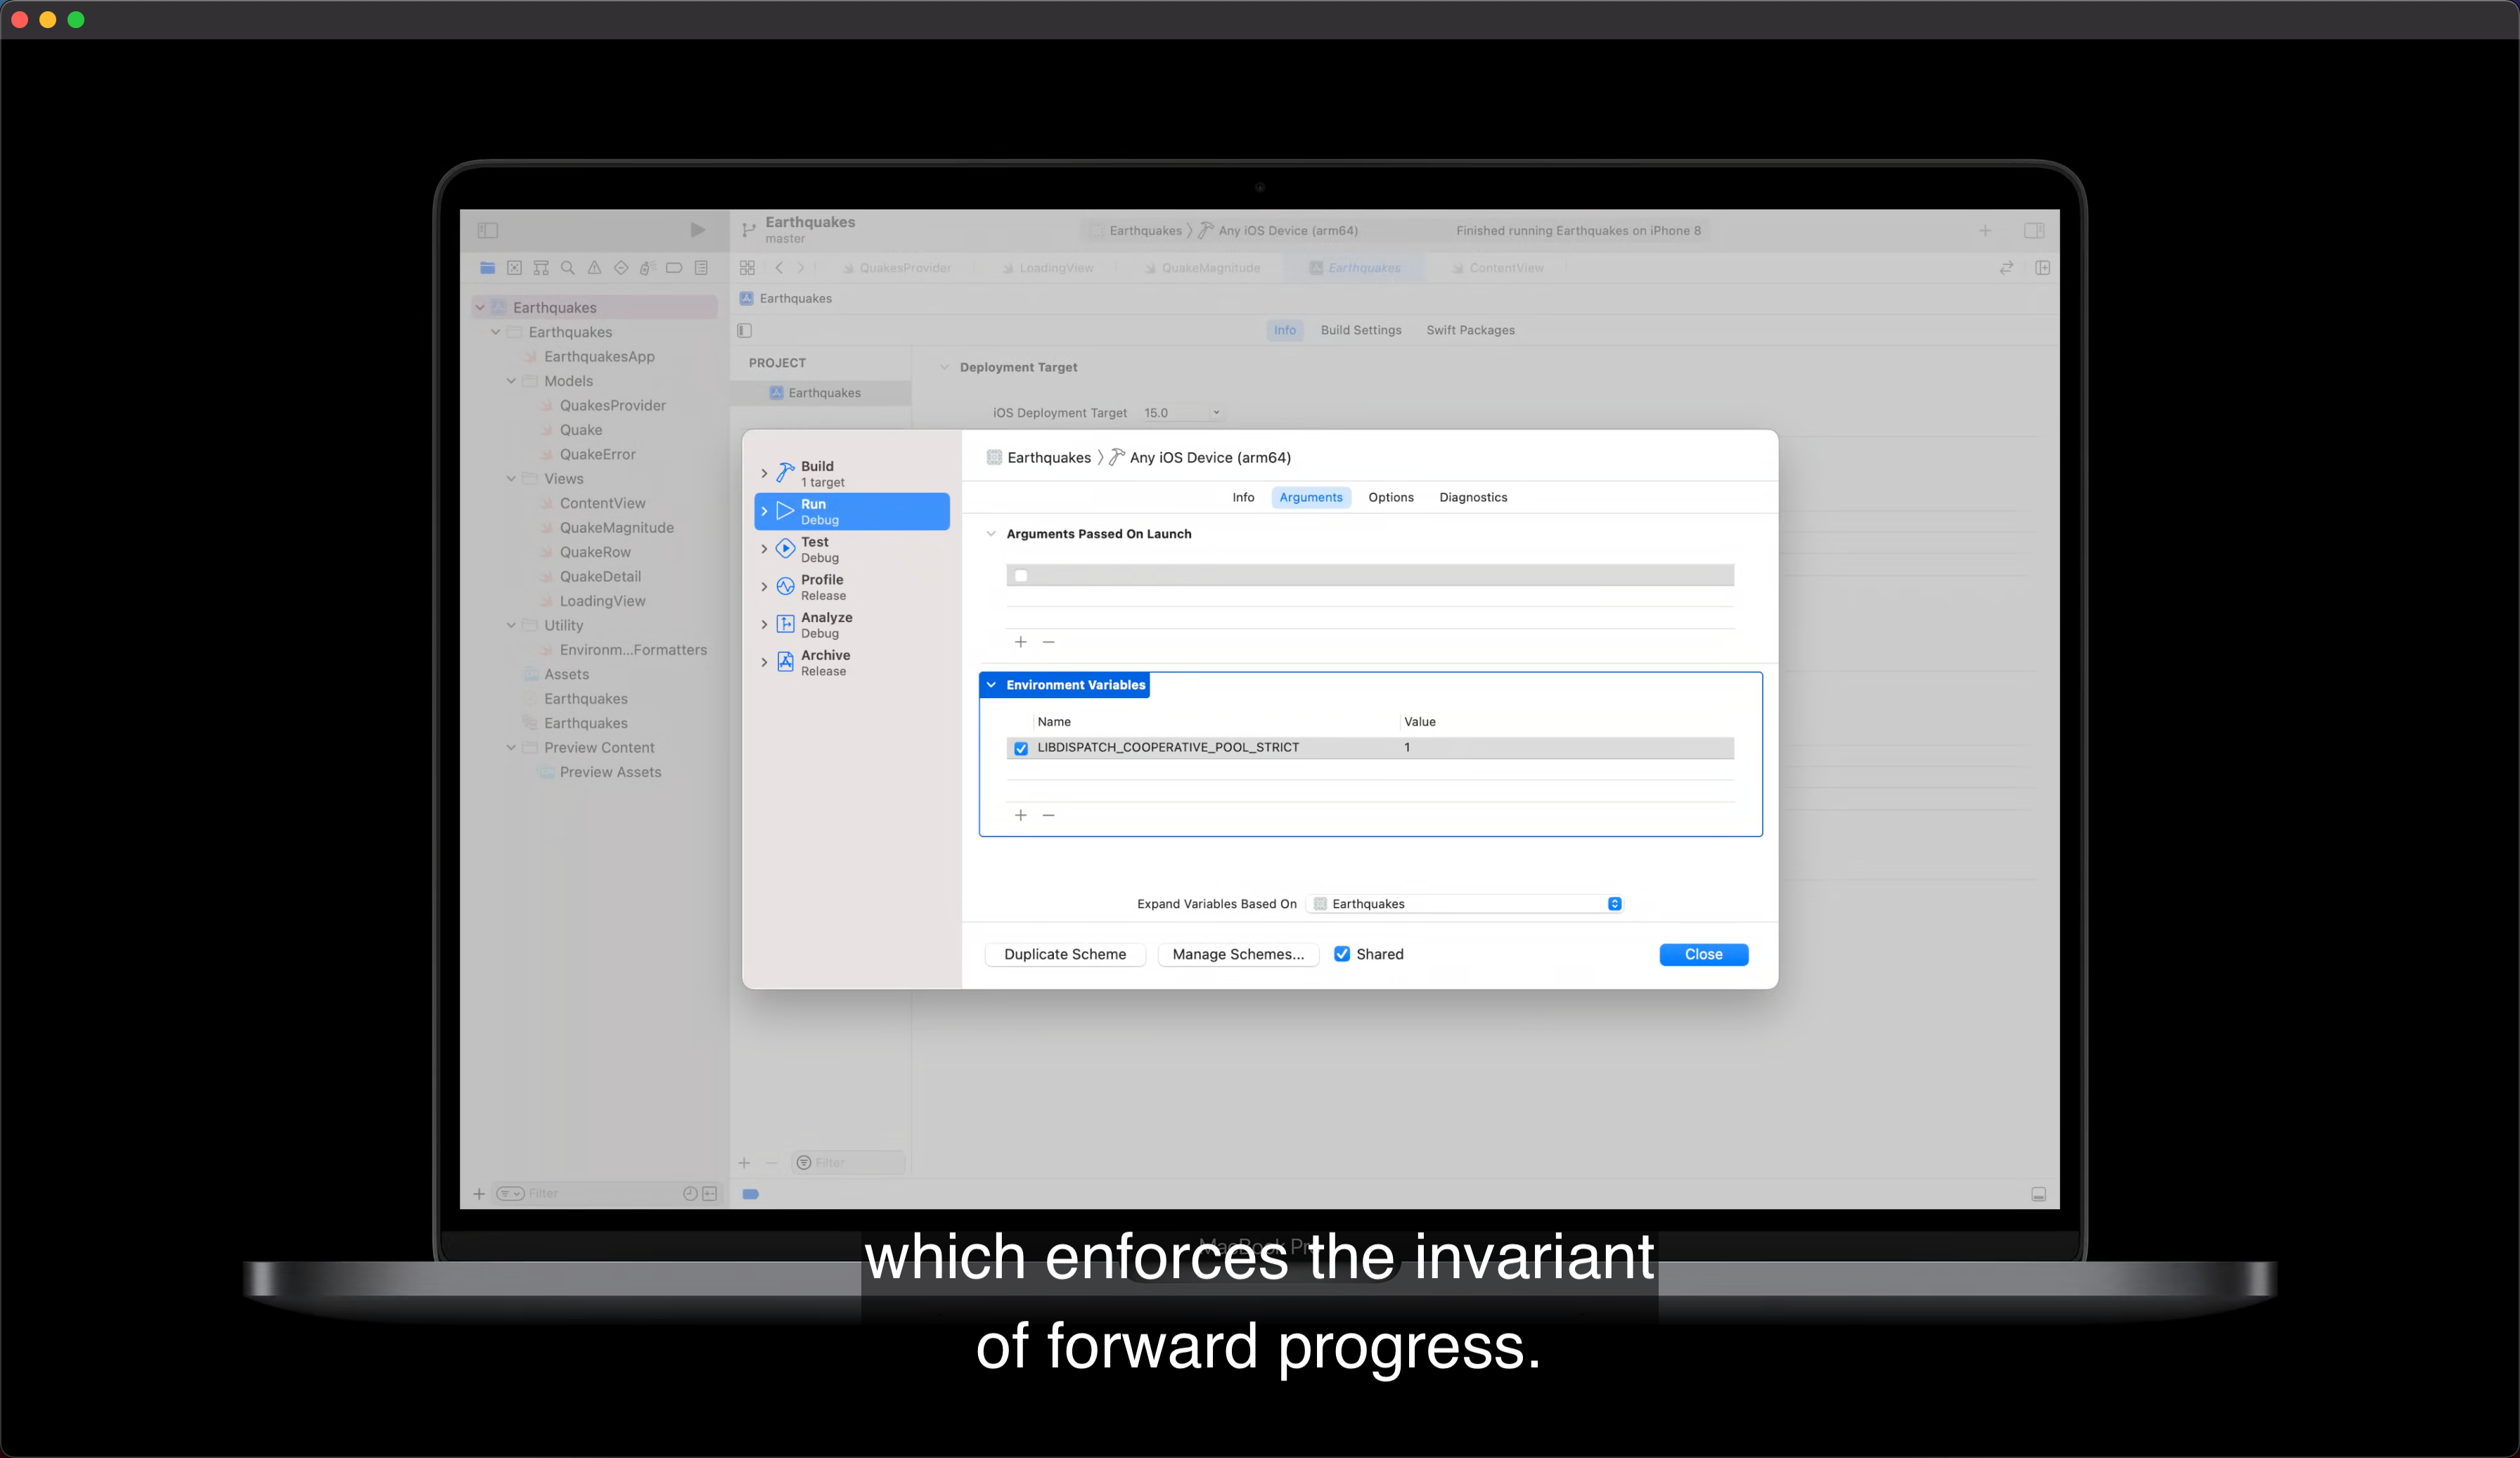 Earthquakes
master
Earthquakes
Any iOS Device (arm64)
Finished running Earthquakes on iPhone 8
QuakesProvider
LoadingView
QuakeMagnitude
Earthquakes
ContentView
Earthquakes
Earthquakes
EarthquakesApp
Models
QuakesProvider
Quake
QuakeError
Views
ContentView
QuakeMagnitude
QuakeRow
QuakeDetail
LoadingView
Utility
Environm...Formatters
Assets
Earthquakes
Earthquakes
Preview Content
Preview Assets
Filter
Earthquakes
Info
Build Settings
Swift Packages
PROJECT
Earthquakes
Deployment Target
iOS Deployment Target 15.0
Filter
Build
1 target
Run
Debug
Test
Debug
Profile
Release
Analyze
Debug
Archive
Release
Earthquakes
Any iOS Device (arm64)
Info
Arguments
Options
Diagnostics
Arguments Passed On Launch
Environment Variables
Name Value
LIBDISPATCH_COOPERATIVE_POOL_STRICT 1
Expand Variables Based On Earthquakes
Duplicate Scheme
Manage Schemes...
Shared
Close
which enforces the invariant
of forward progress.